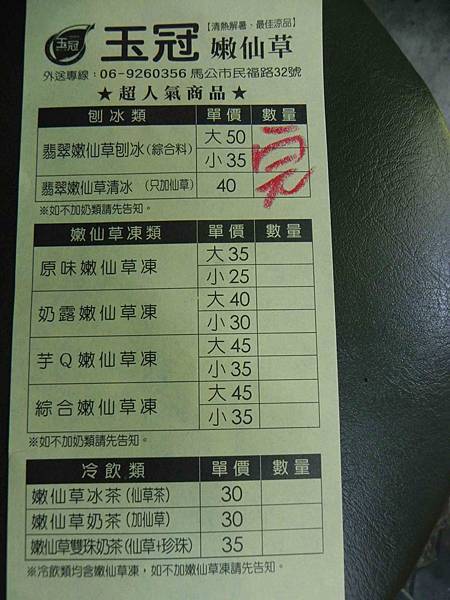 玉冠
玉冠 【清熱解暑、最佳涼品】
嫩仙草
外送專線：06-9260356 馬公市民福路32號
★超人氣商品★
刨冰類 單價 數量
翡翠嫩仙草刨冰(綜合料) 大50
小35
翡翠嫩仙草清冰(只加仙草) 40
完
※如不加奶類請先告知。
嫩仙草凍類 單價 數量
原味嫩仙草凍 大35
小25
奶露嫩仙草凍 大40
小30
芋Q嫩仙草凍 大45
小35
綜合嫩仙草凍 大45
小35
※如不加奶類請先告知。
冷飲類 單價 數量
嫩仙草冰茶(仙草茶) 30
嫩仙草奶茶(加仙草) 30
嫩仙草雙珠奶茶(仙草+珍珠) 35
※冷飲類均含嫩仙草凍，如不加嫩仙草凍請先告知。